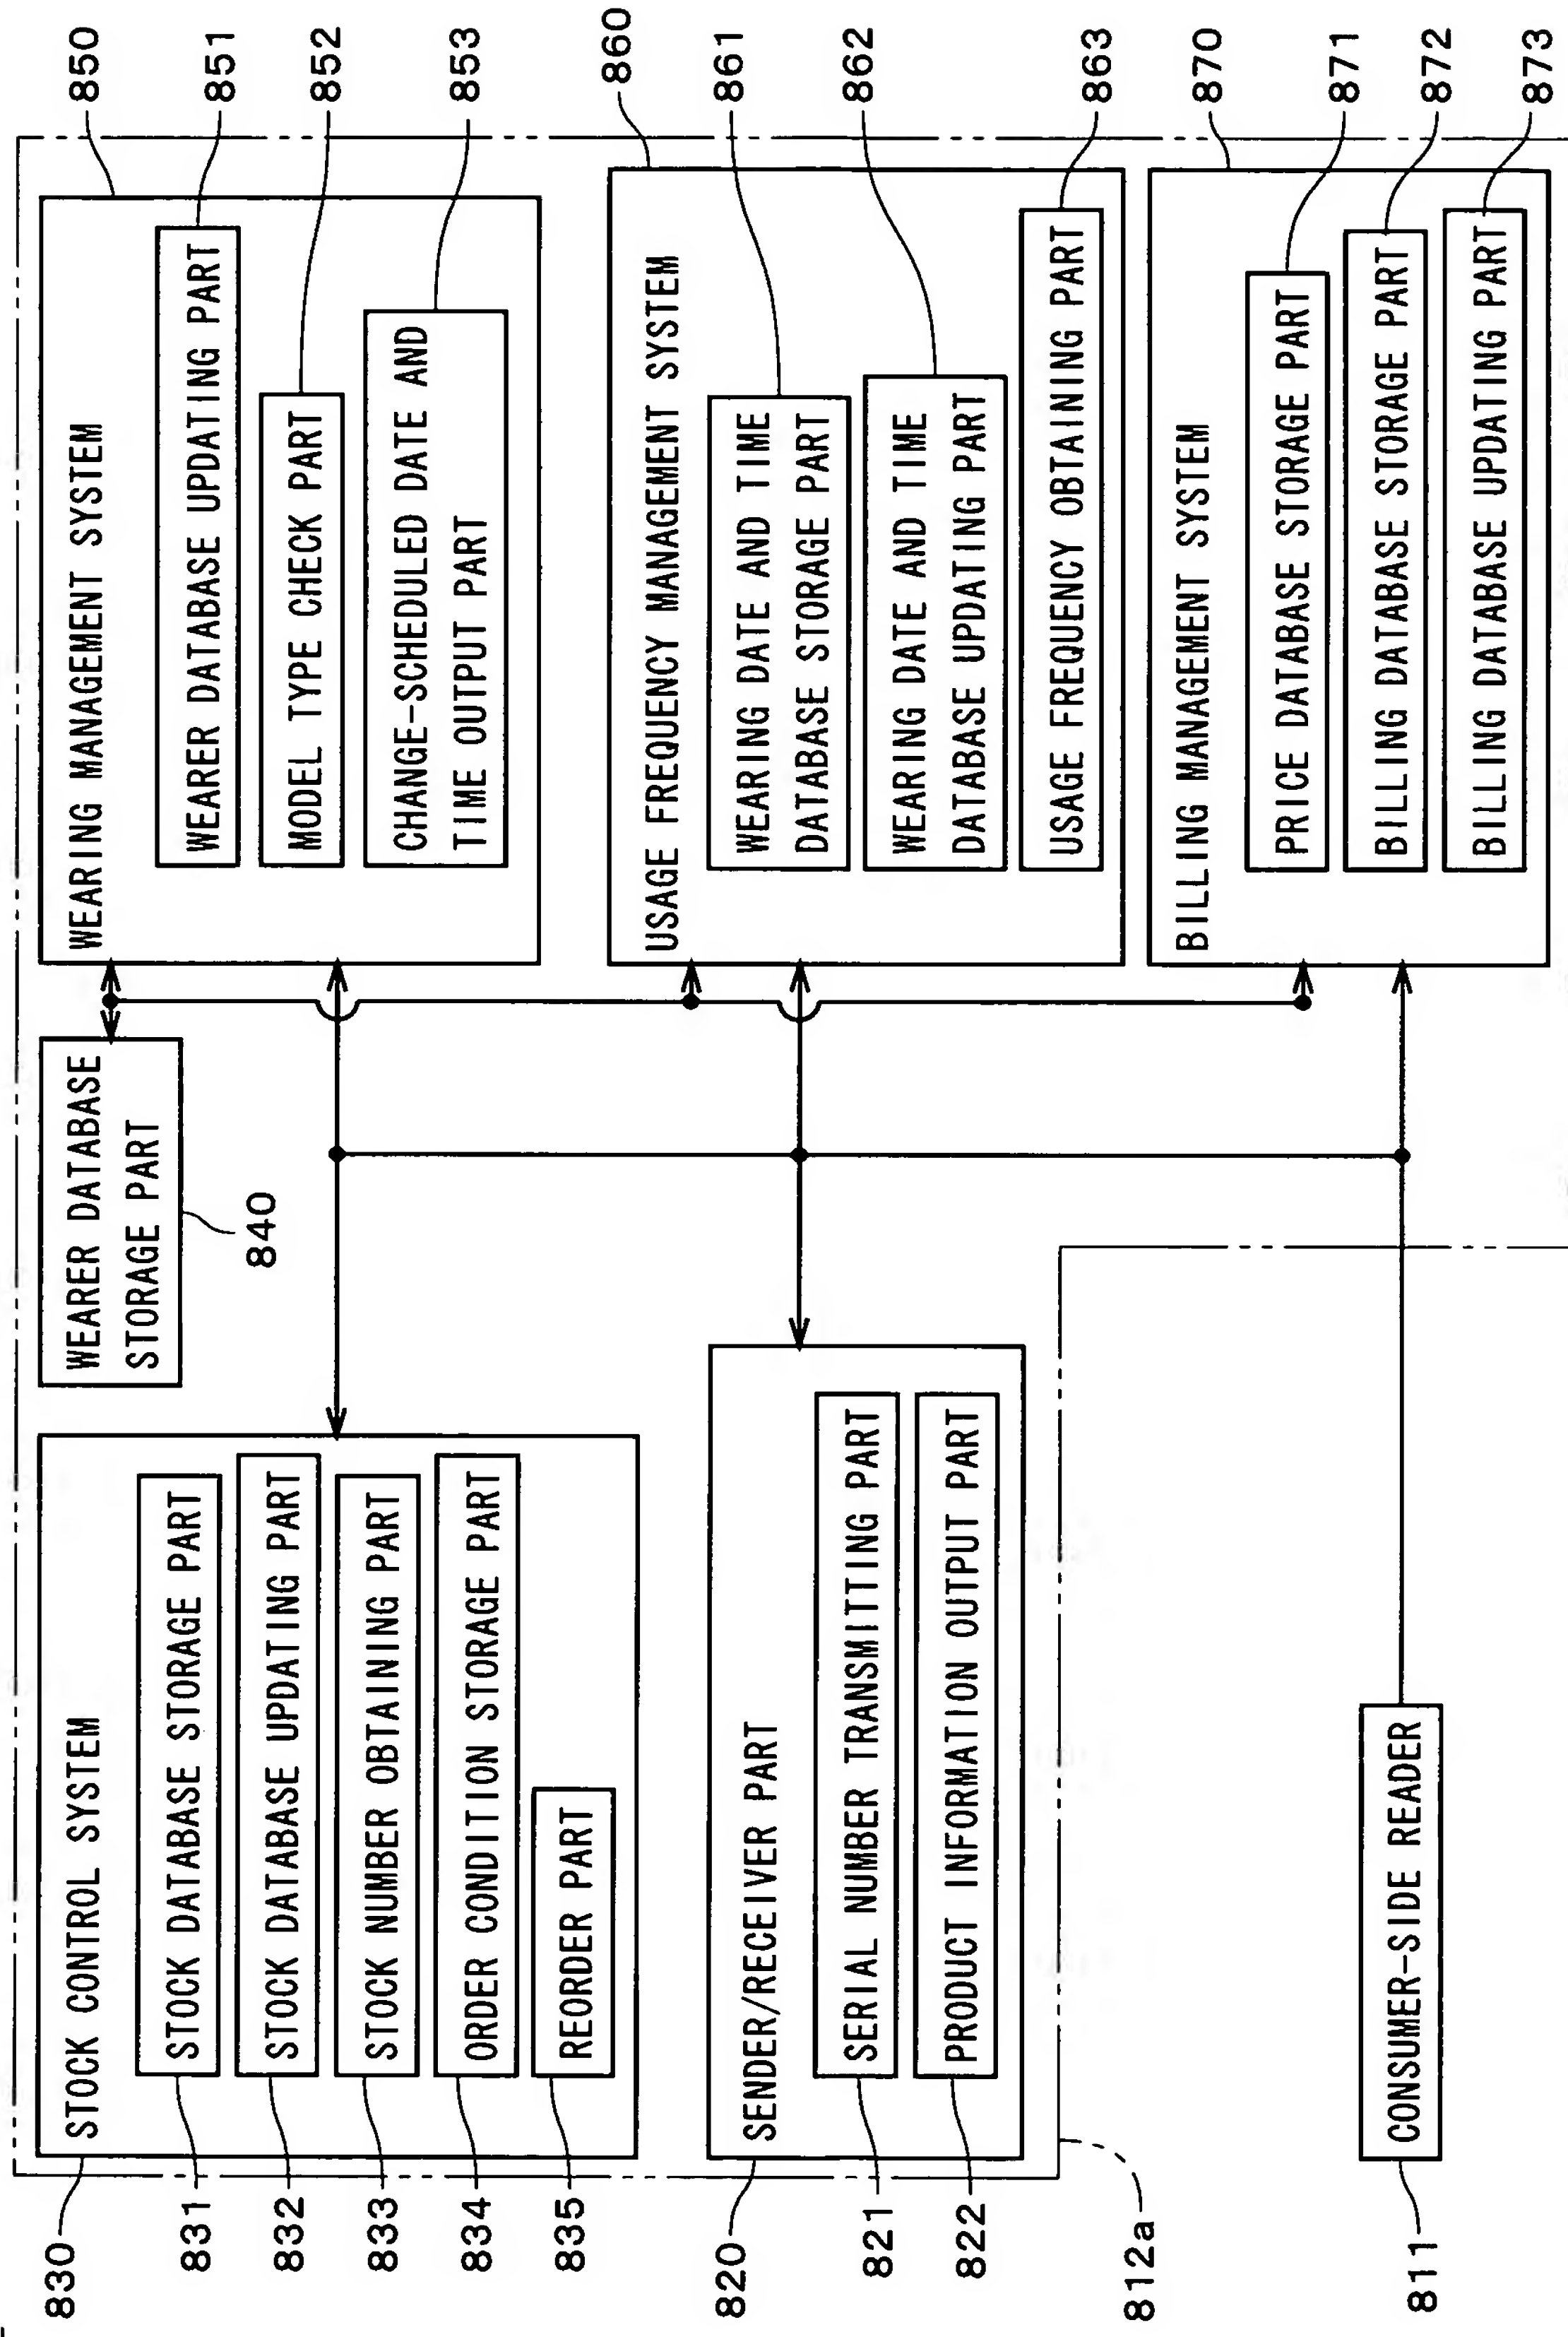 830
STOCK CONTROL SYSTEM
831
STOCK DATABASE STORAGE PART
832
STOCK DATABASE UPDATING PART
833
STOCK NUMBER OBTAINING PART
834
ORDER CONDITION STORAGE PART
835
REORDER PART
820
SENDER/RECEIVER PART
821
SERIAL NUMBER TRANSMITTING PART
822
PRODUCT INFORMATION OUTPUT PART
812a
811
CONSUMER-SIDE READER
WEARER DATABASE
STORAGE PART
840
WEARING MANAGEMENT SYSTEM
850
WEARER DATABASE UPDATING PART
851
MODEL TYPE CHECK PART
852
CHANGE-SCHEDULED DATE AND
TIME OUTPUT PART
853
USAGE FREQUENCY MANAGEMENT SYSTEM
860
WEARING DATE AND TIME
DATABASE STORAGE PART
861
WEARING DATE AND TIME
DATABASE UPDATING PART
862
USAGE FREQUENCY OBTAINING PART
863
BILLING MANAGEMENT SYSTEM
870
PRICE DATABASE STORAGE PART
871
BILLING DATABASE STORAGE PART
872
BILLING DATABASE UPDATING PART
873